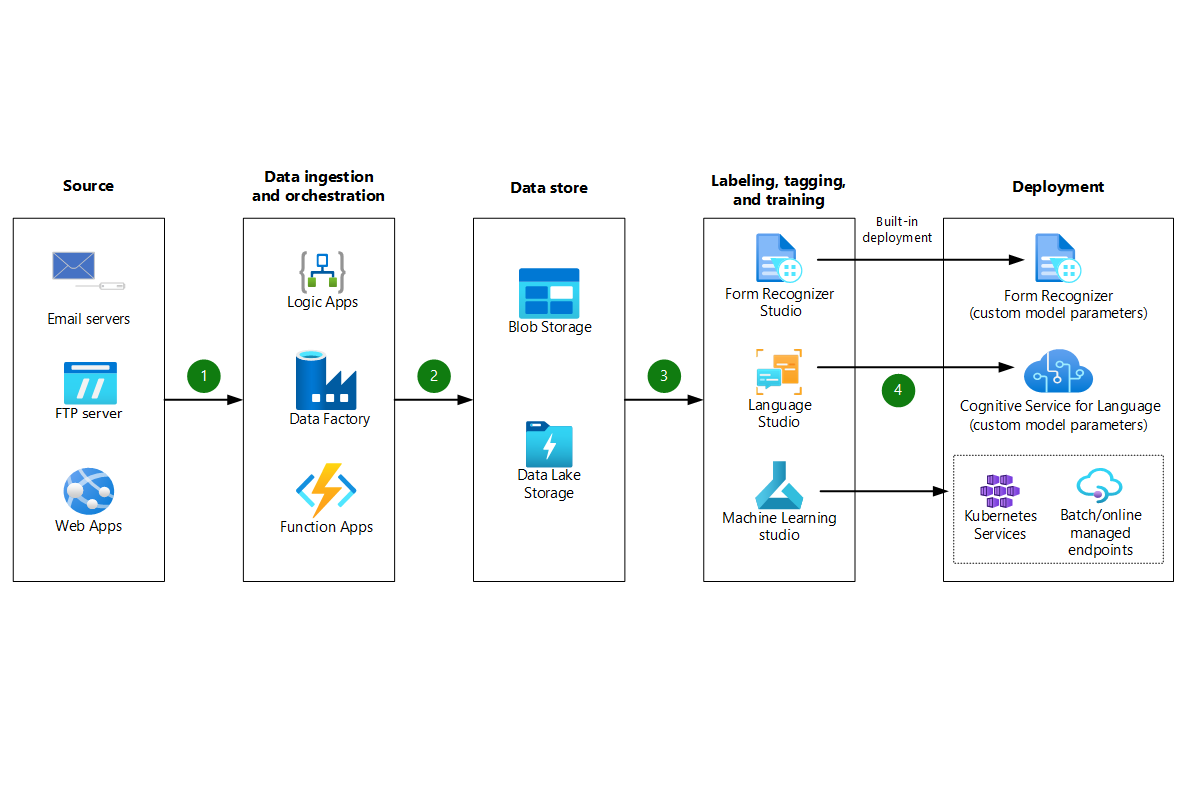 Source
Data ingestion
and orchestration
Data store
Labeling, tagging,
and training
Deployment
Email servers
FTP server
Web Apps
1
Logic Apps
Data Factory
Function Apps
2
Blob Storage
Data Lake
Storage
3
Form Recognizer
Studio
Language
Studio
Machine Learning
studio
Built-in
deployment
4
Form Recognizer
(custom model parameters)
Cognitive Service for Language
(custom model parameters)
Kubernetes
Services
Batch/online
managed
endpoints